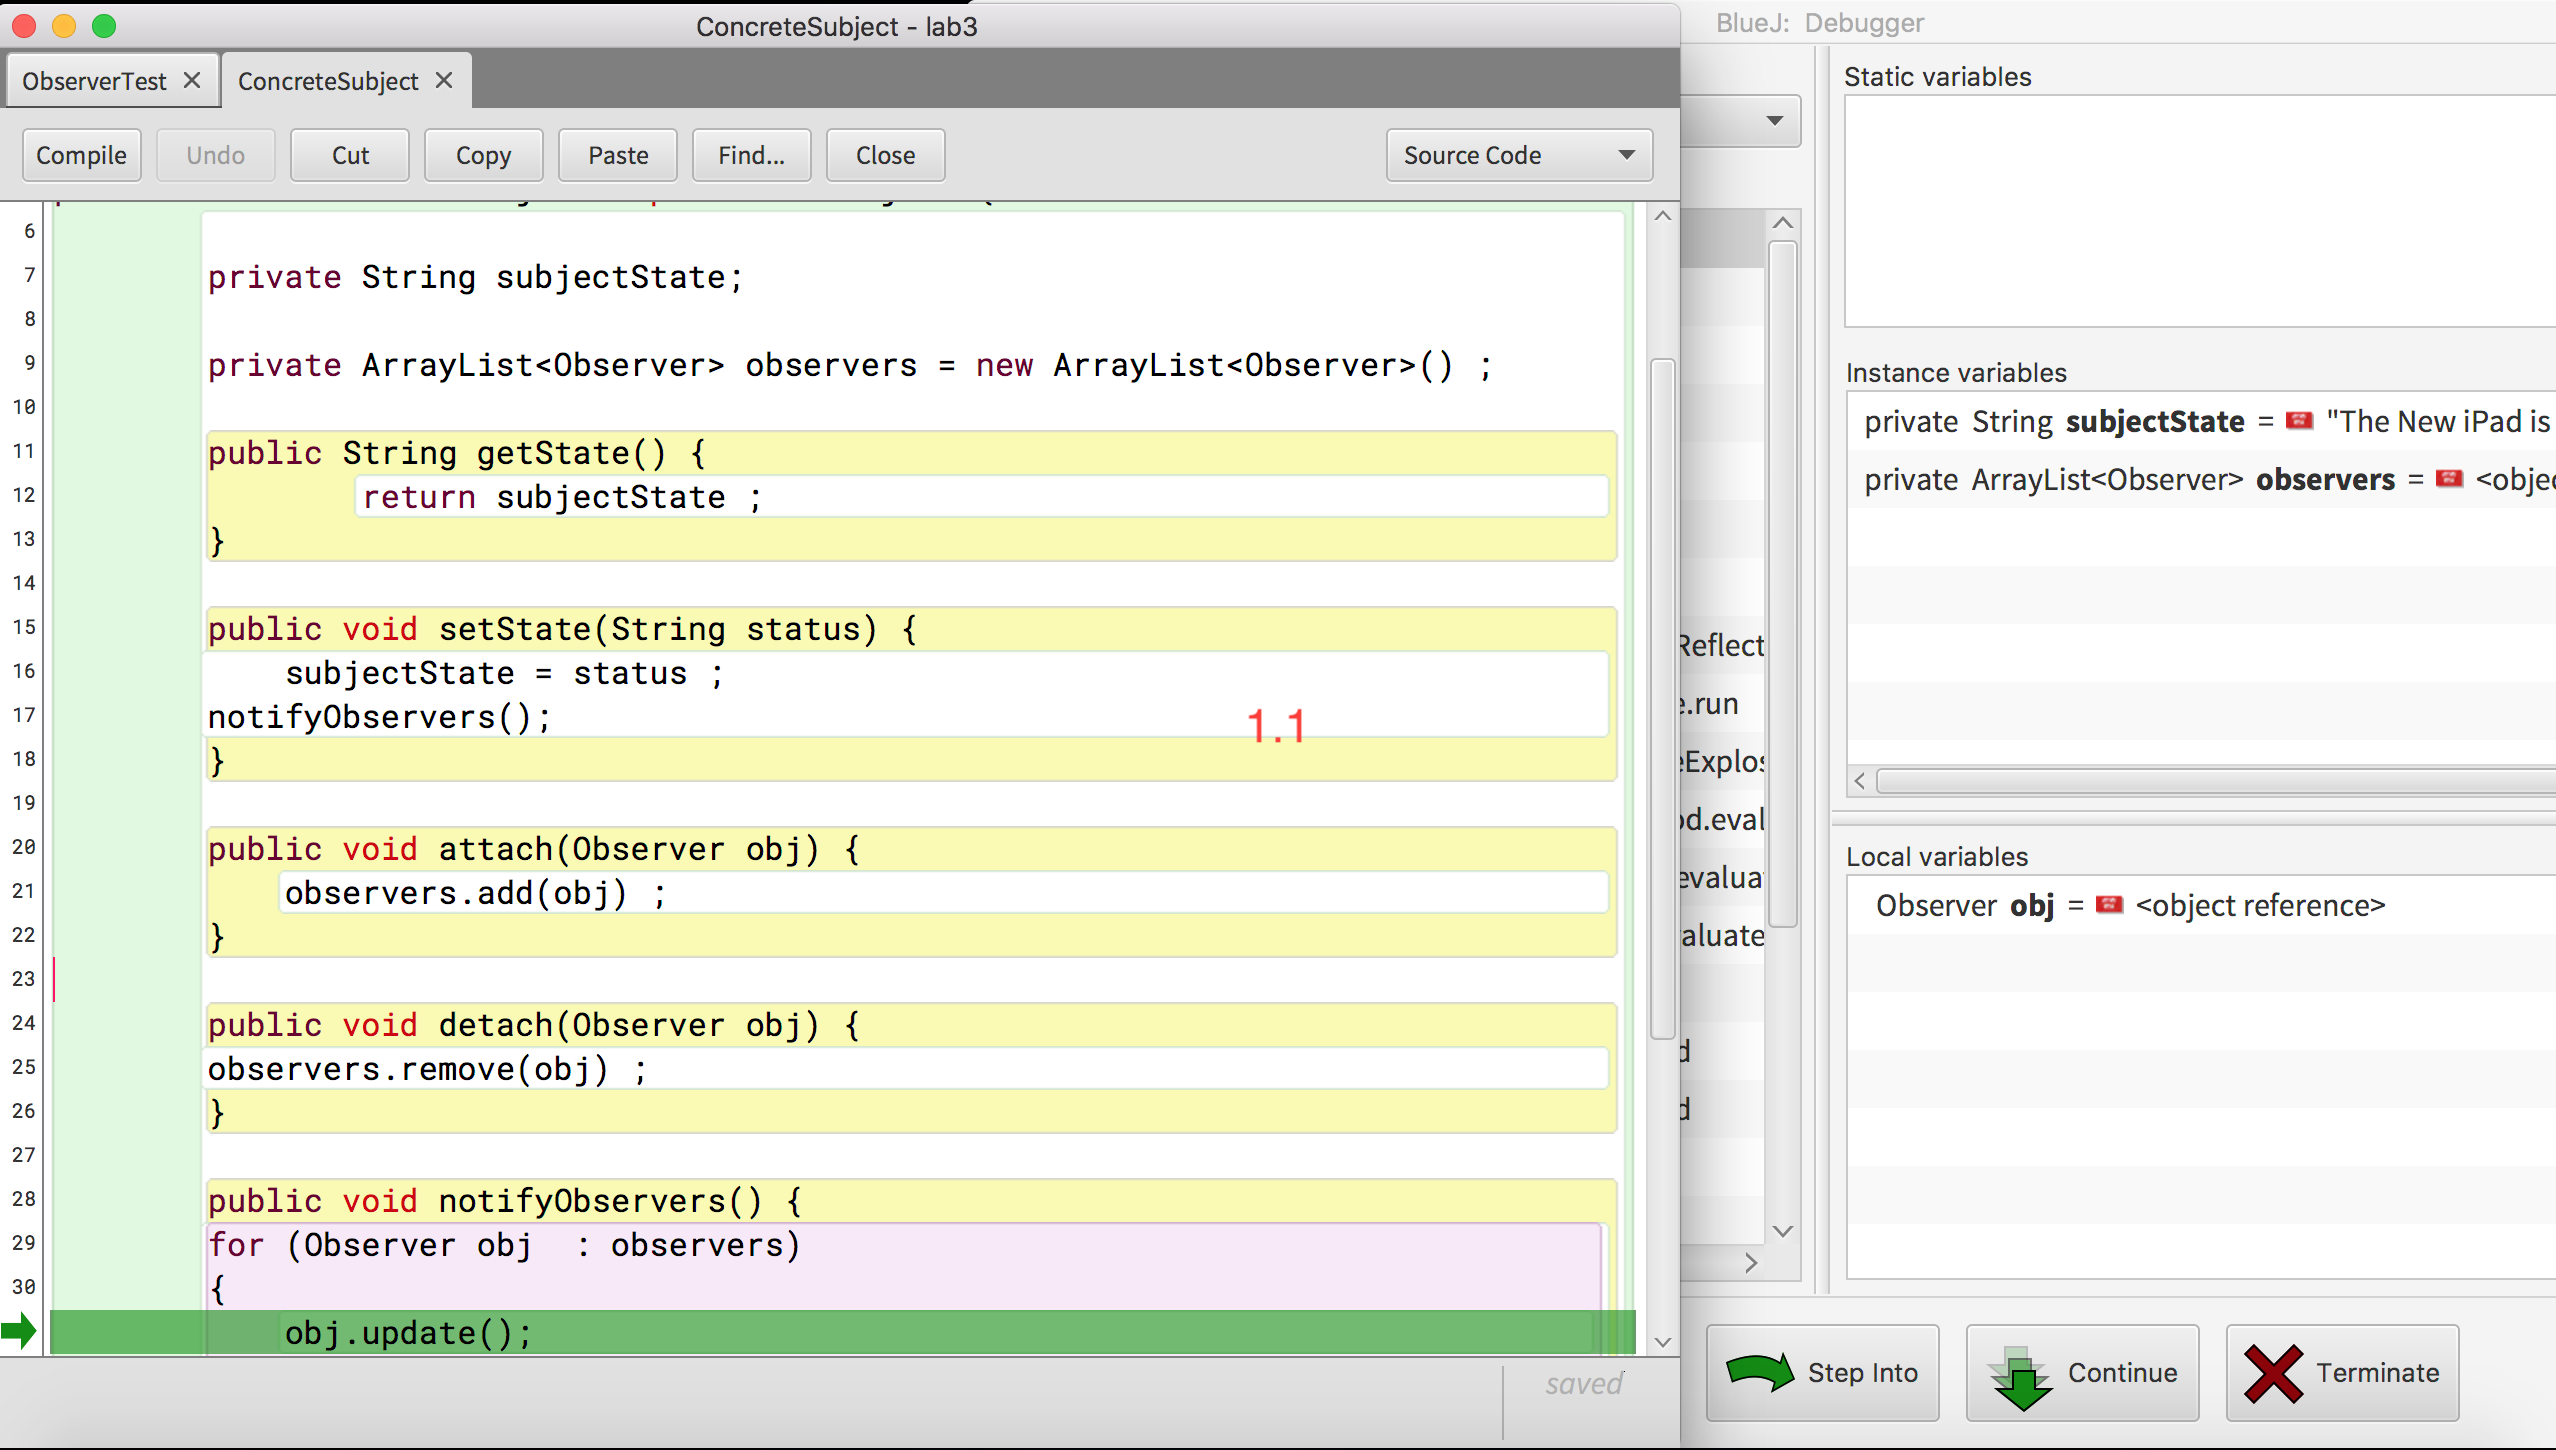 ConcreteSubject - lab3
ObserverTest
ConcreteSubject
Compile
Undo
Cut
Copy
Paste
Find...
Close
Source Code
6
7 private String subjectState;
8
9 private ArrayList<Observer> observers = new ArrayList<Observer>() ;
10
11 public String getState() {
12 return subjectState ;
13 }
14
15 public void setState(String status) {
16 subjectState = status ;
17 notifyObservers();
1.1
18 }
19
20 public void attach(Observer obj) {
21 observers.add(obj) ;
22 }
23
24 public void detach(Observer obj) {
25 observers.remove(obj) ;
26 }
27
28 public void notifyObservers() {
29 for (Observer obj  : observers)
30 {
obj.update();
saved
BlueJ: Debugger
Reflect
e.run
eExplos
od.eval
evalua
aluate
d
d
Static variables
Instance variables
private String subjectState = "The New iPad is
private ArrayList<Observer> observers = <objec
Local variables
Observer obj = <object reference>
Step Into
Continue
Terminate